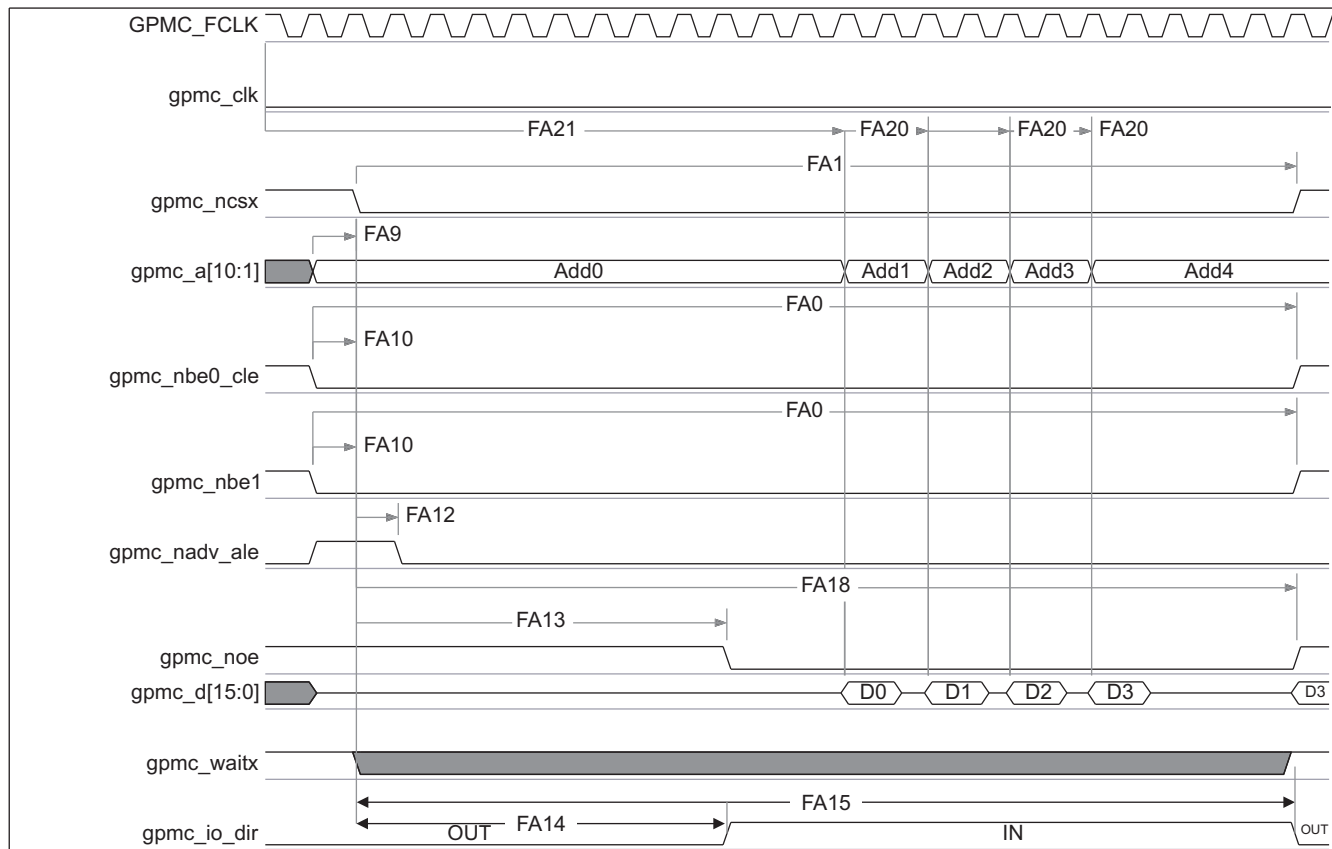 GPMC_FCLK
gpmc_clk
FA21 FA20 FA20 FA20
FA1
gpmc_ncsx
FA9
gpmc_a[10:1] Add0 Add1 Add2 Add3 Add4
FA0
FA10
gpmc_nbe0_cle
FA0
FA10
gpmc_nbe1
FA12
gpmc_nadv_ale
FA18
FA13
gpmc_noe
gpmc_d[15:0] D0 D1 D2 D3 D3
gpmc_waitx
FA15
FA14
gpmc_io_dir OUT IN OUT